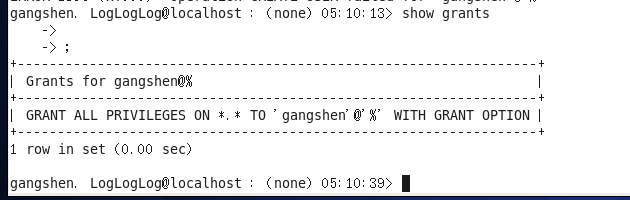 gangshen. LogLogLog@localhost : (none) 05:10:13> show grants
    ->
    -> ;
+-----------------------------------------------------------------+
| Grants for gangshen@% |
+-----------------------------------------------------------------+
| GRANT ALL PRIVILEGES ON *.* TO 'gangshen'@'%' WITH GRANT OPTION |
+-----------------------------------------------------------------+
1 row in set (0.00 sec)
gangshen. LogLogLog@localhost : (none) 05:10:39>